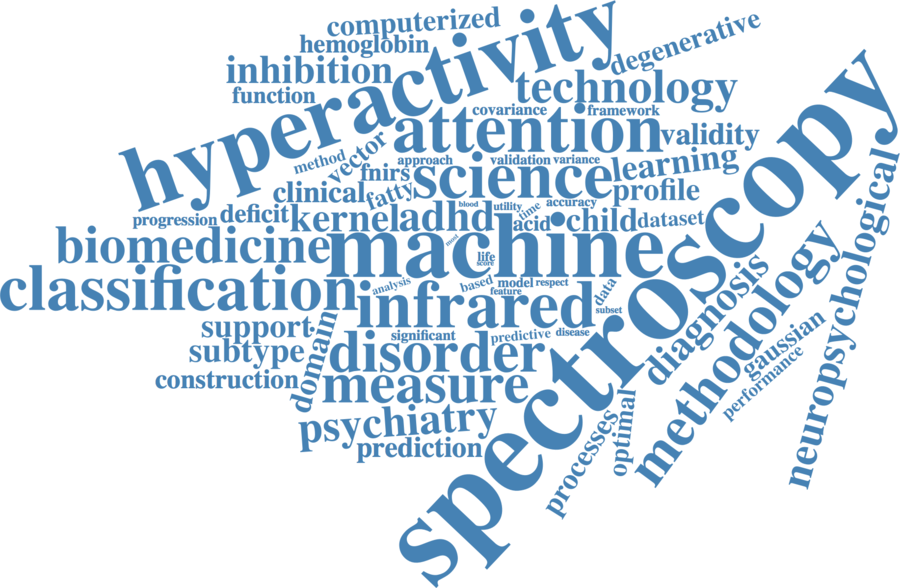 computerized
hemoglobin
hyperactivity
degenerative
inhibition
function
technology
covariance
framework
attention
validity
method
vector
approach
validation
variance
fnirs
science
learning
clinical
fatty
profile
progression
deficit
kernel
adhd
blood
utility
time
accuracy
acid
child
dataset
spectroscopy
biomedicine
machine
life
score
classification
analysis
based
model
respect
feature
infrared
data
subset
diagnosis
methodology
neuropsychological
support
domain
significant
predictive
disease
subtype
disorder
gaussian
construction
measure
performance
psychiatry
prediction
processes
optimal